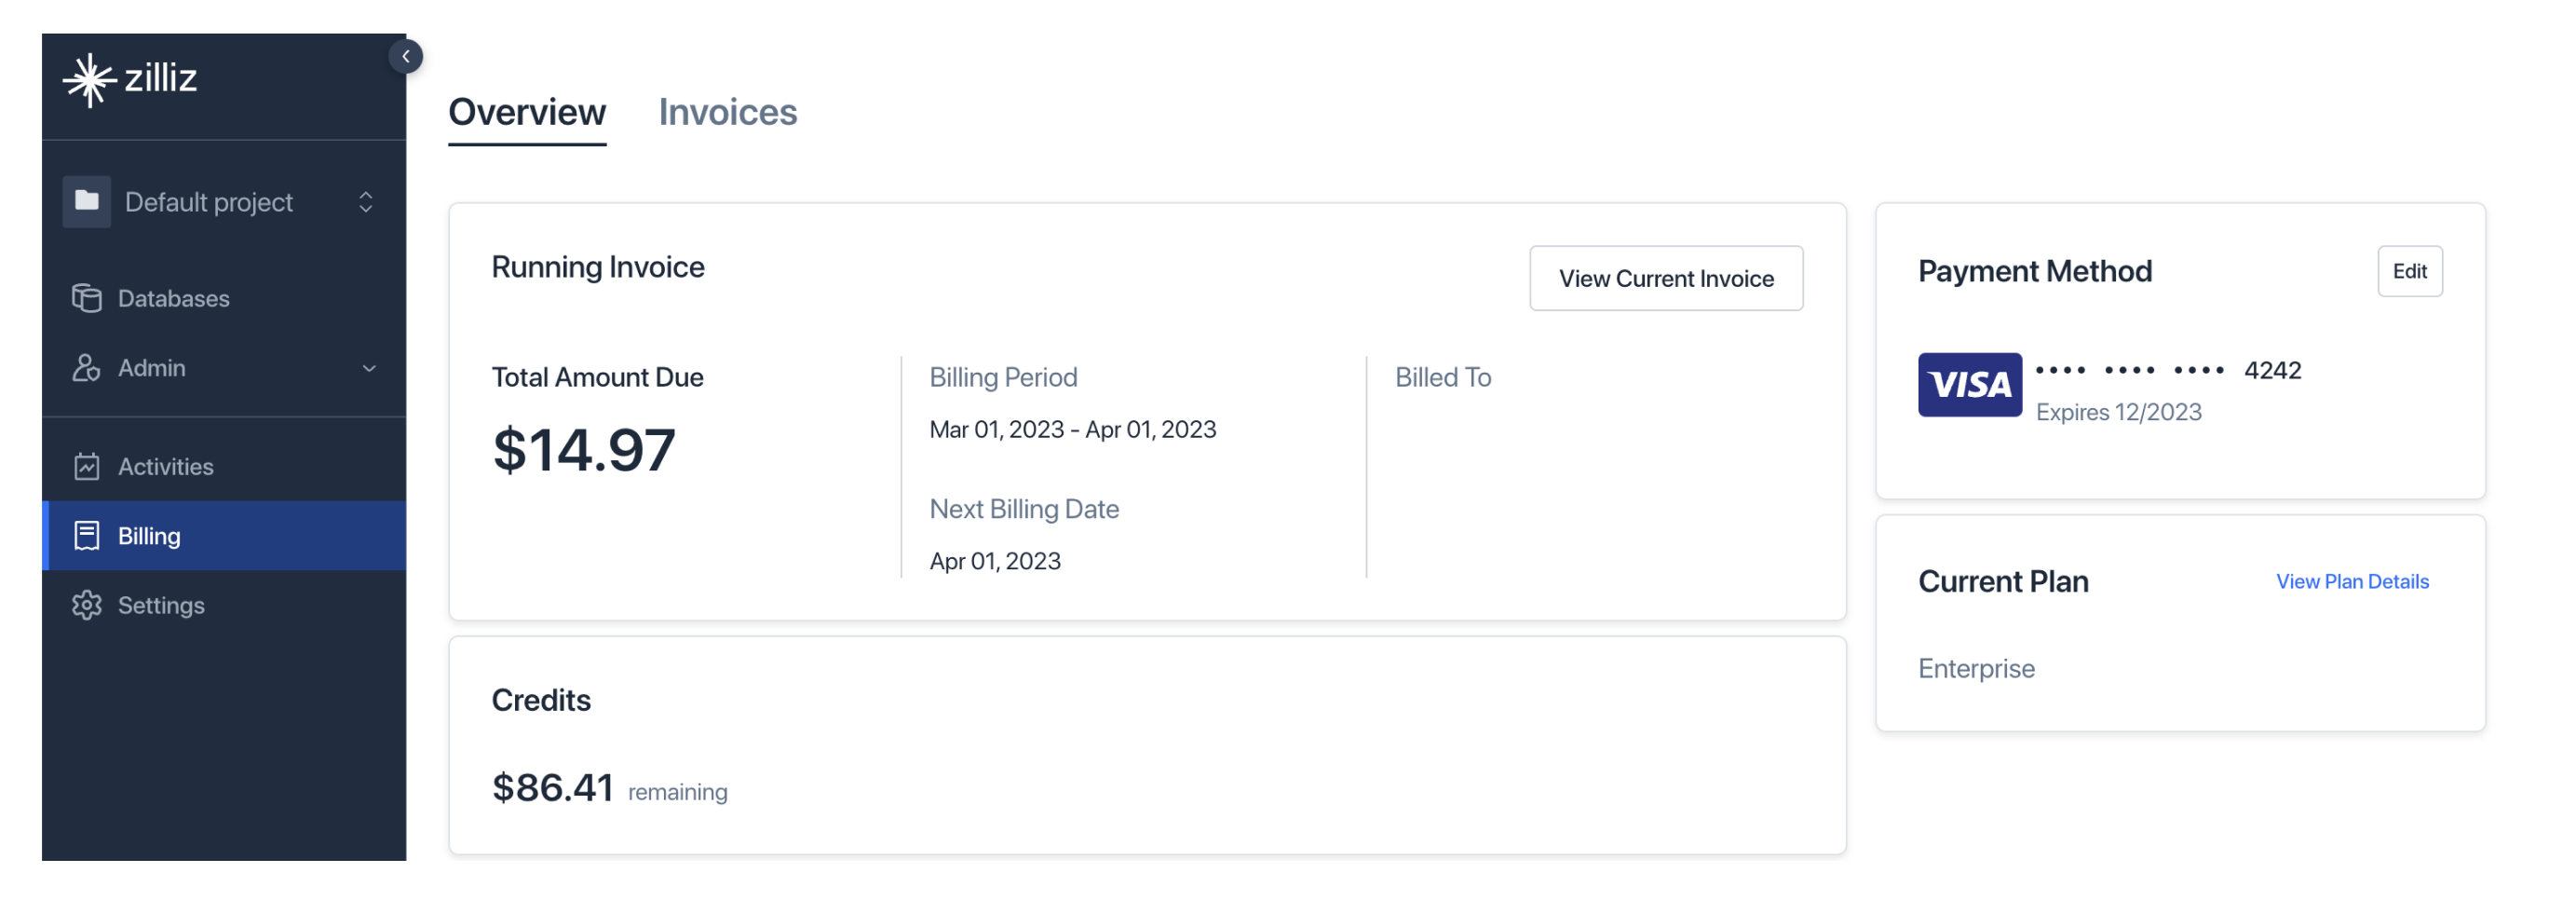 zilliz
Default project
Databases
Admin
Activities
Billing
Settings
Overview
Invoices
Running Invoice
View Current Invoice
Total Amount Due
$14.97
Billing Period
Mar 01, 2023 - Apr 01, 2023
Next Billing Date
Apr 01, 2023
Billed To
Credits
$86.41 remaining
Payment Method
Edit
VISA
•••• •••• •••• 4242
Expires 12/2023
Current Plan
View Plan Details
Enterprise